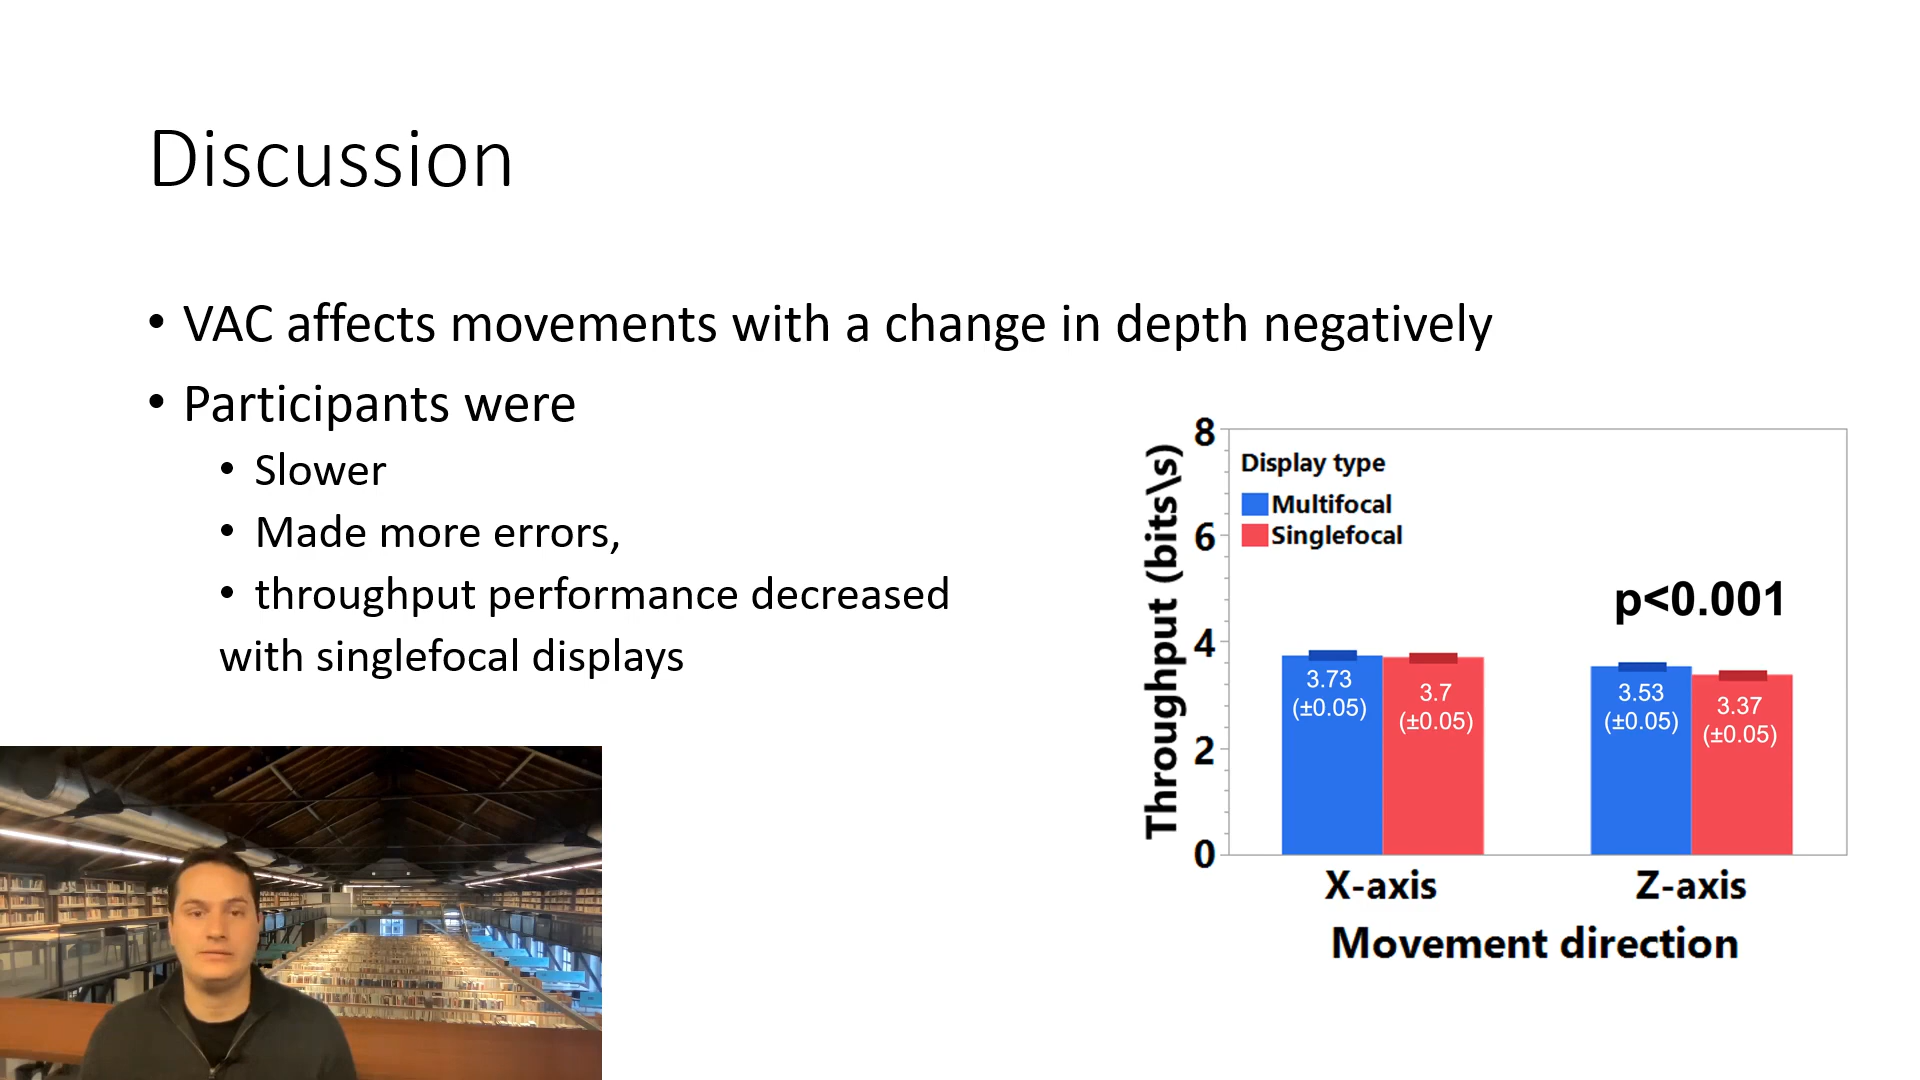 Discussion
• VAC affects movements with a change in depth negatively
• Participants were
• Slower
• Made more errors,
• throughput performance decreased
with singlefocal displays
8
6
4
2
0
Throughput (bits\s)
Display type
Multifocal
Singlefocal
p<0.001
3.73
(±0.05)
3.7
(±0.05)
3.53
(±0.05)
3.37
(±0.05)
X-axis
Z-axis
Movement direction